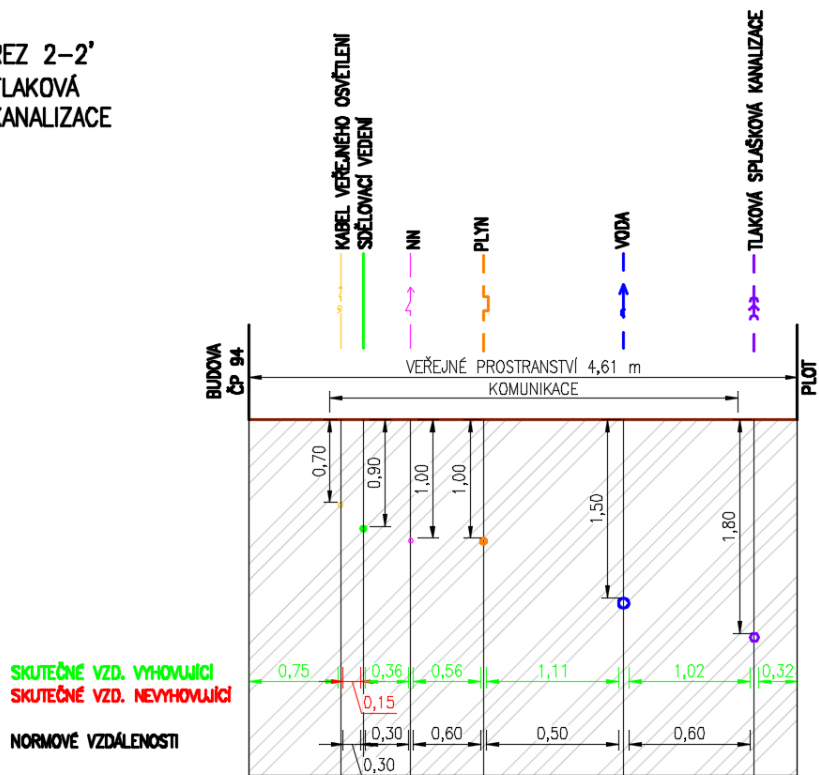 ŘEZ 2-2'
TLAKOVÁ
KANALIZACE
KABEL VEŘEJNÉHO OSVĚTLENÍ
SDĚLOVACÍ VEDENÍ
NN
PLYN
VODA
TLAKOVÁ SPLAŠKOVÁ KANALIZACE
BUDOVA
ČP 94
VEŘEJNÉ PROSTRANSTVÍ 4,61 m
KOMUNIKACE
PLOT
0,70
0,90
1,00
1,00
1,50
1,80
SKUTEČNÉ VZD. VYHOVUJÍCÍ
0,75
0,36
0,56
1,11
1,02
0,32
SKUTEČNÉ VZD. NEVYHOVUJÍCÍ
0,15
NORMOVÉ VZDÁLENOSTI
0,30
0,60
0,50
0,60
0,30